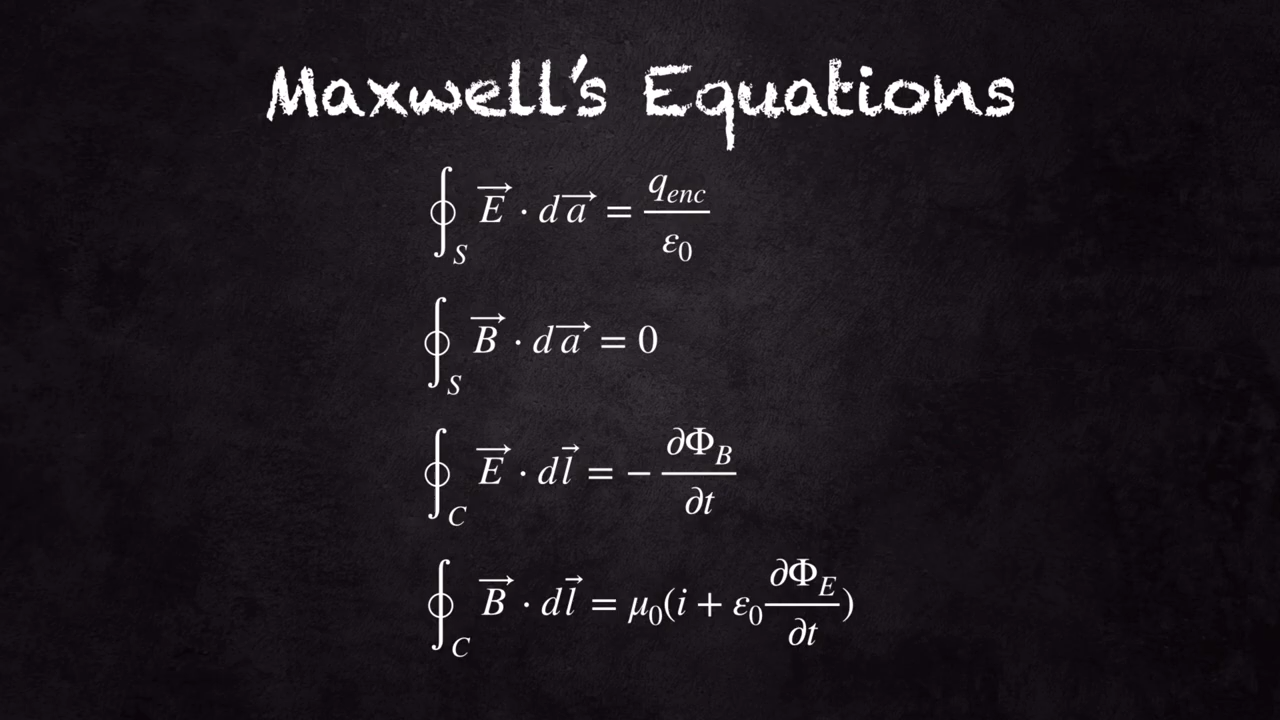 Maxwell's Equations
∮_S E⃗ · da⃗ = q_enc/ε₀
∮_S B⃗ · da⃗ = 0
∮_C E⃗ · dl⃗ = − ∂Φ_B/∂t
∮_C B⃗ · dl⃗ = μ₀(i + ε₀ ∂Φ_E/∂t)